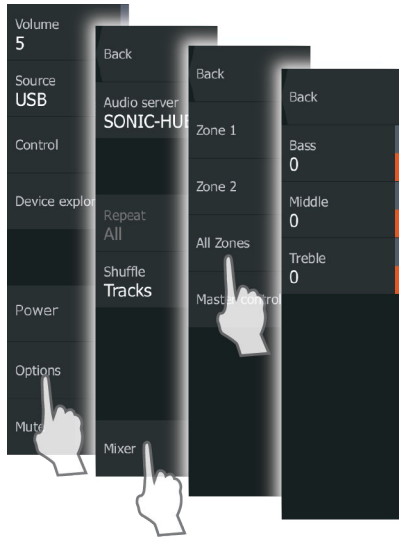 Volume
5
Source
USB
Control
Device explor
Power
Options
Mute
Back
Audio server
SONIC-HUB
Repeat
All
Shuffle
Tracks
Mixer
Back
Zone 1
Zone 2
All Zones
Master control
Back
Bass
0
Middle
0
Treble
0